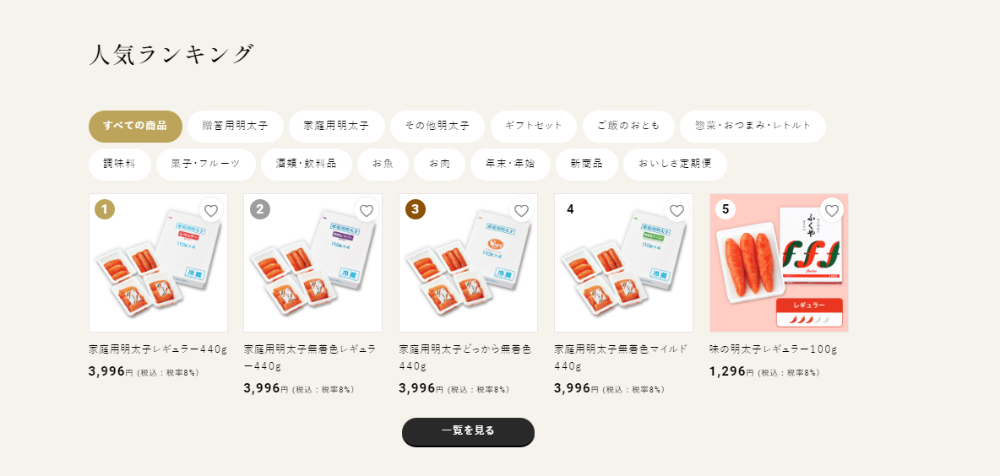 人気ランキング
すべての商品 贈答用明太子 家庭用明太子 その他明太子 ギフトセット ご飯のおとも 惣菜・おつまみ・レトルト
調味料 菓子・フルーツ 酒類・飲料品 お魚 お肉 年末・年始 新商品 おいしさ定期便
1
家庭用明太子
レギュラー
110g×4
冷蔵
2
家庭用明太子
110g×4
冷蔵
3
家庭用明太子
110g×4
冷蔵
4
家庭用明太子
110g×4
冷蔵
5
ふくや
レギュラー
家庭用明太子レギュラー440g
3,996円 (税込：税率8%)
家庭用明太子無着色レギュラ
ー440g
3,996円 (税込：税率8%)
家庭用明太子どっから無着色
440g
3,996円 (税込：税率8%)
家庭用明太子無着色マイルド
440g
3,996円 (税込：税率8%)
味の明太子レギュラー100g
1,296円 (税込：税率8%)
一覧を見る